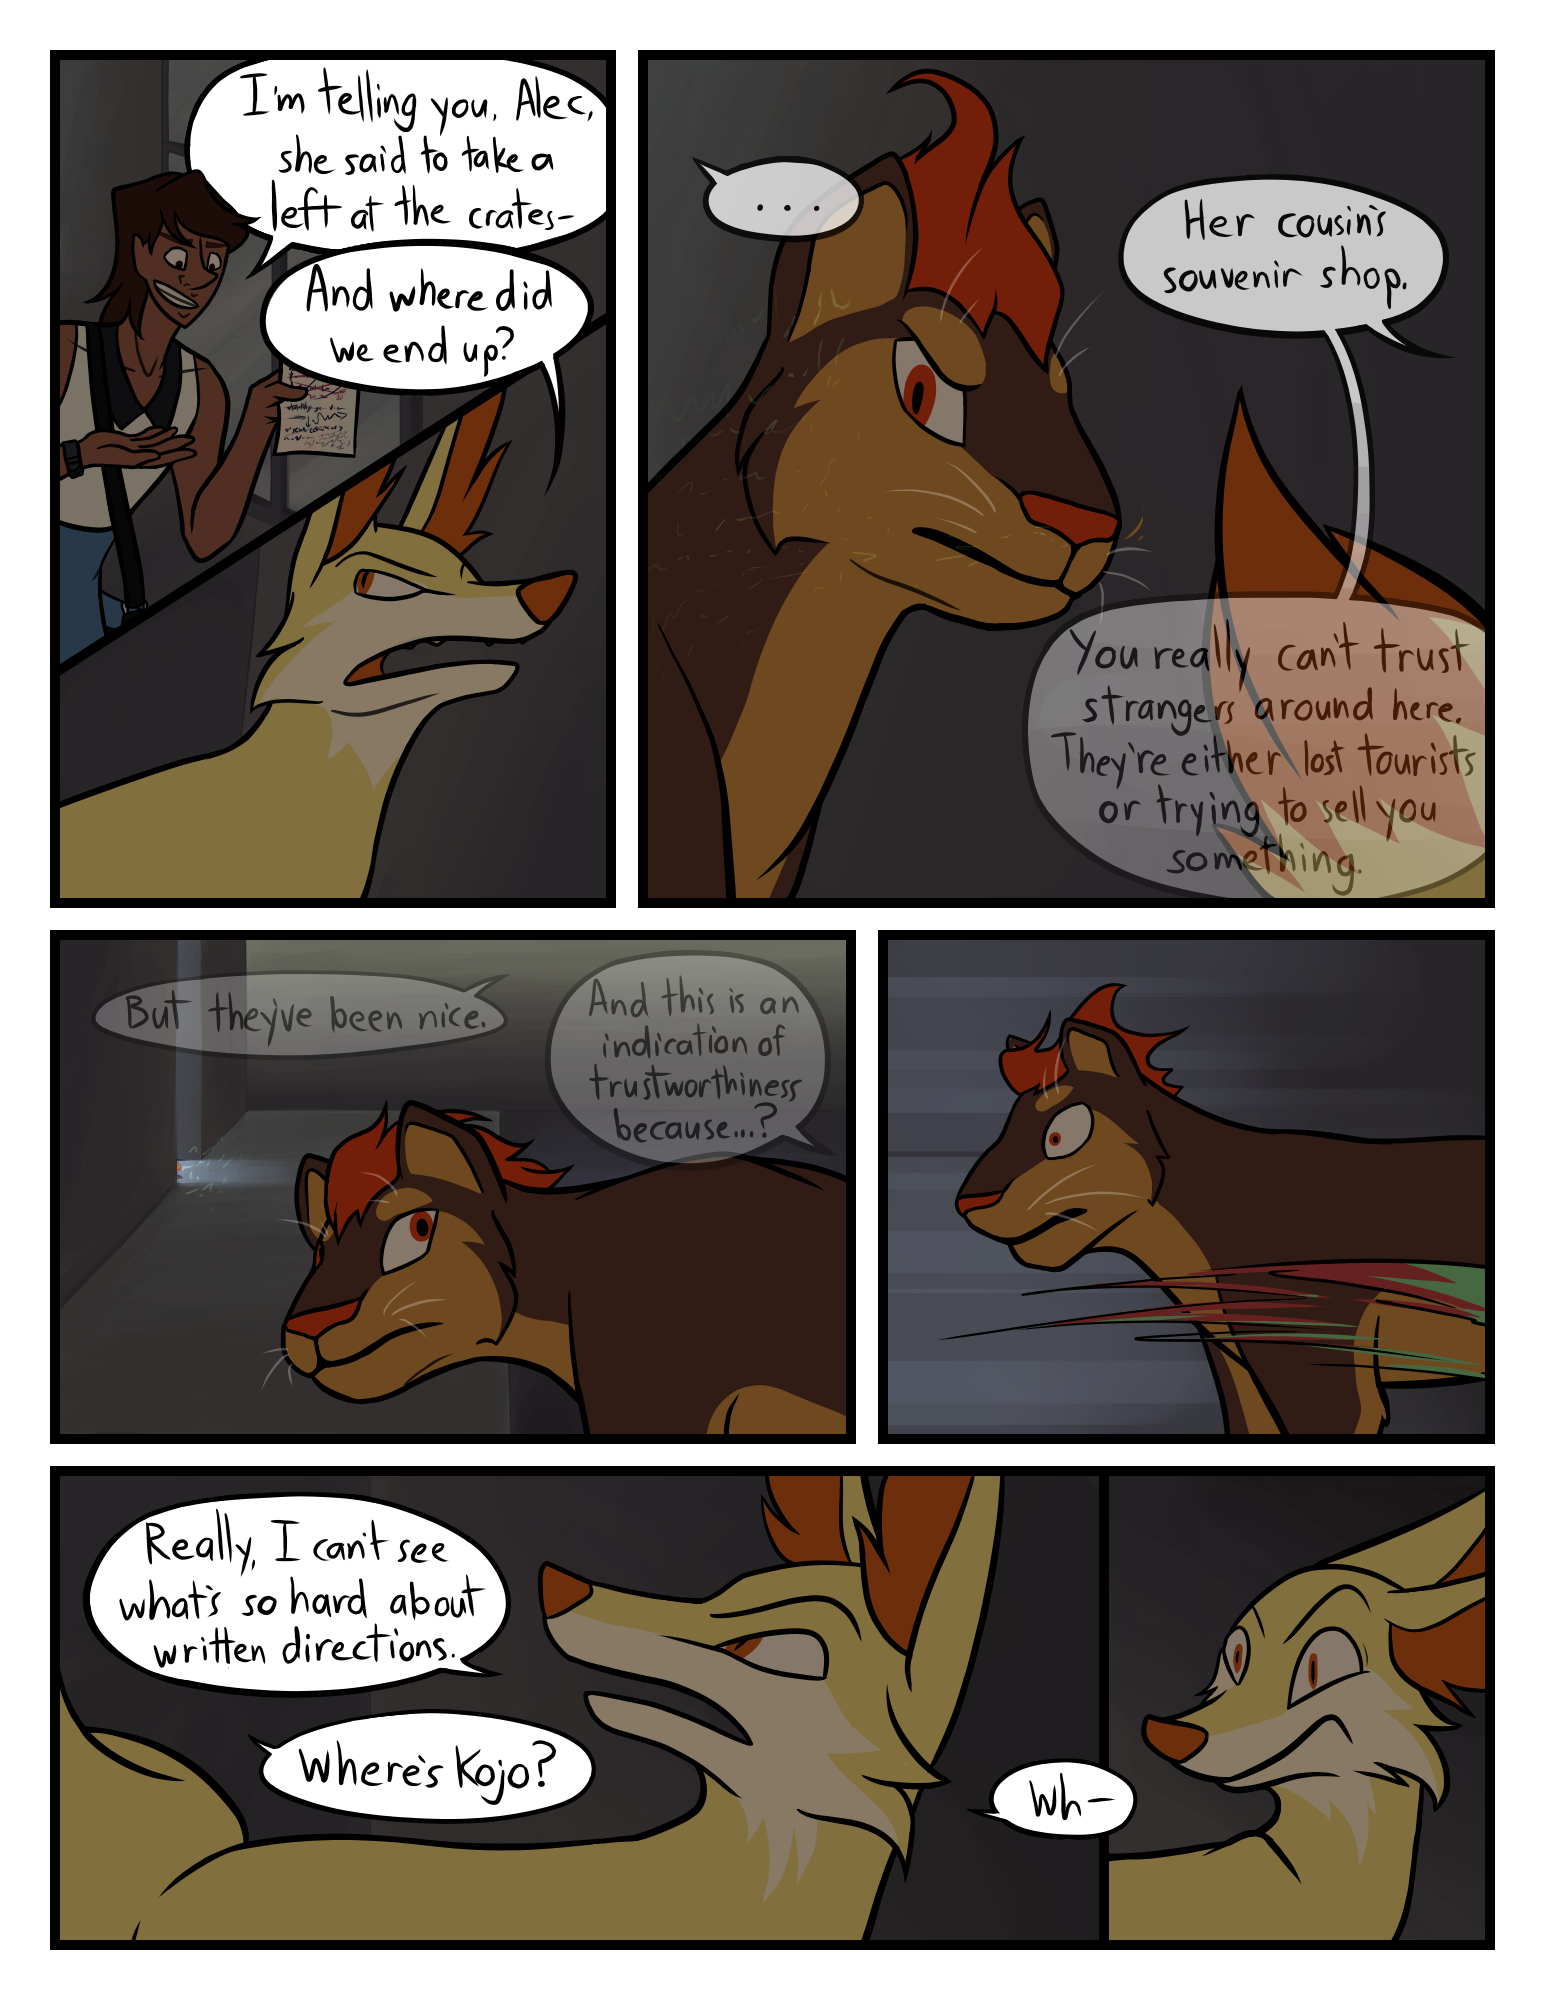 I'm telling you, Alec,
she said to take a
left at the crates-
And where did
we end up?
...
Her cousin's
souvenir shop.
You really can't trust
strangers around here.
They're either lost tourists
or trying to sell you
something.
But they've been nice.
And this is an
indication of
trustworthiness
because...?
Really, I can't see
what's so hard about
written directions.
Where's Kojo?
Wh-